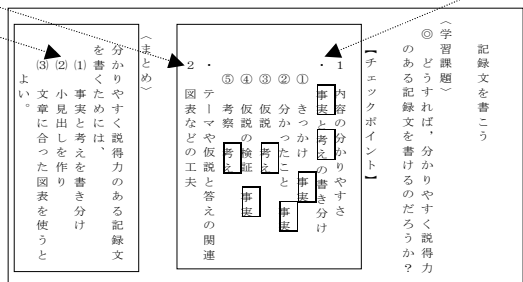 記録文を書こう
〈学習課題〉
◎ どうすれば，分かりやすく説得力
のある記録文を書けるのだろうか？
【チェックポイント】
1 内容の分かりやすさ
・ 事実と考えの書き分け
① きっかけ 事実
② 分かったこと 事実
③ 仮説 考え
④ 仮説の検証 事実
⑤ 考察 考え
・ テーマや仮説と答えの関連
2 図表などの工夫
〈まとめ〉
分かりやすく説得力のある記録文
を書くためには、
⑴ 事実と考えを書き分け
⑵ 小見出しを作り
⑶ 文章に合った図表を使うと
よい。